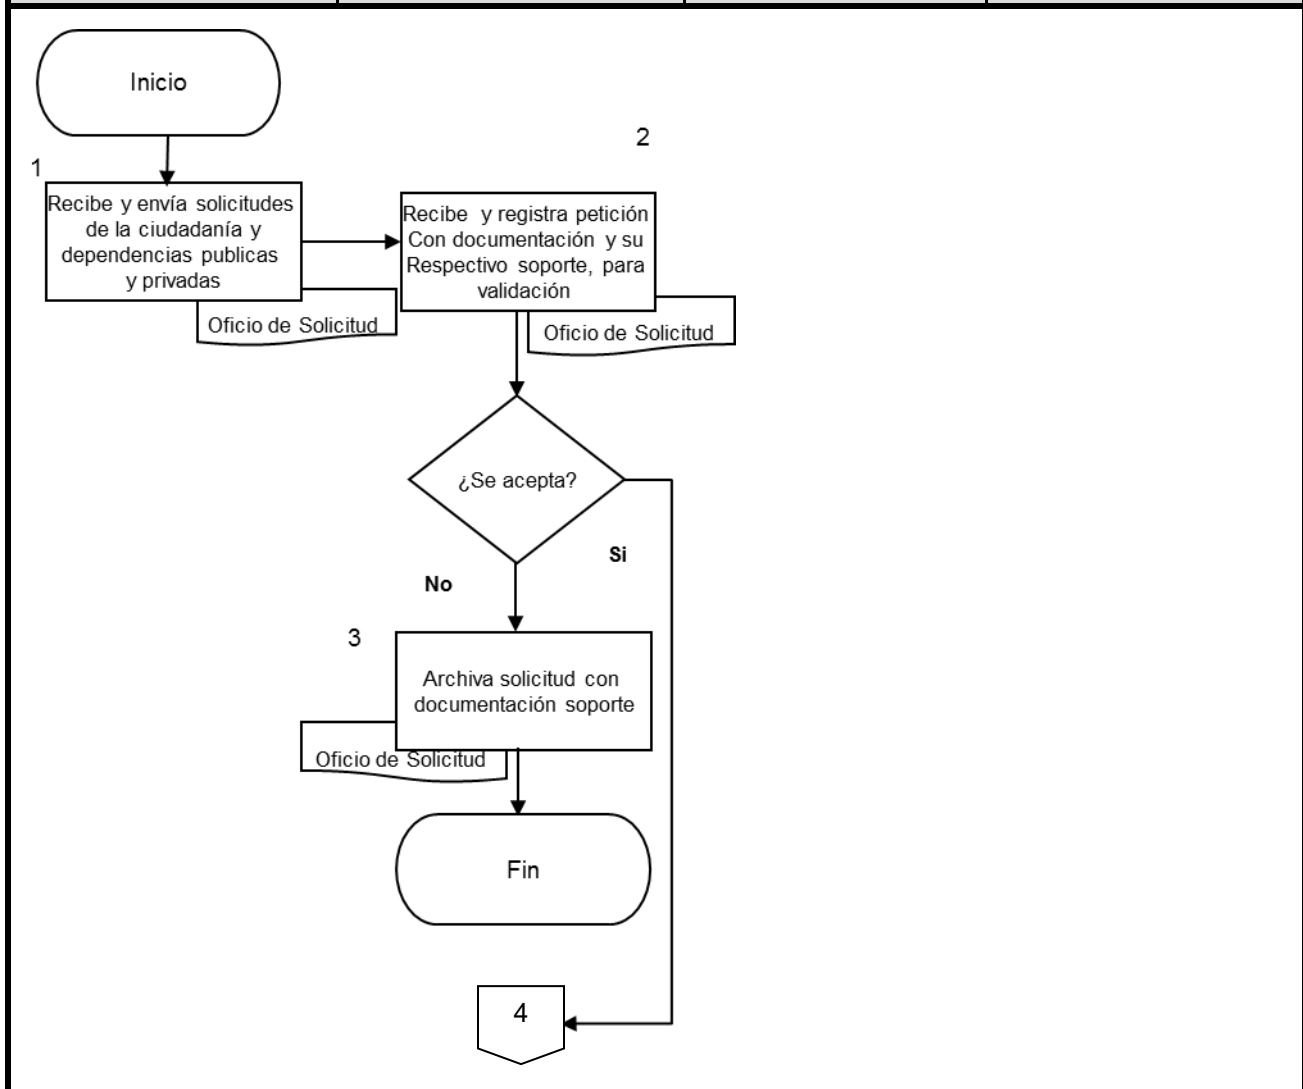 Inicio
1
Recibe y envía solicitudes
de la ciudadanía y
dependencias publicas
y privadas
Oficio de Solicitud
2
Recibe y registra petición
Con documentación y su
Respectivo soporte, para
validación
Oficio de Solicitud
¿Se acepta?
Si
No
3
Archiva solicitud con
documentación soporte
Oficio de Solicitud
Fin
4